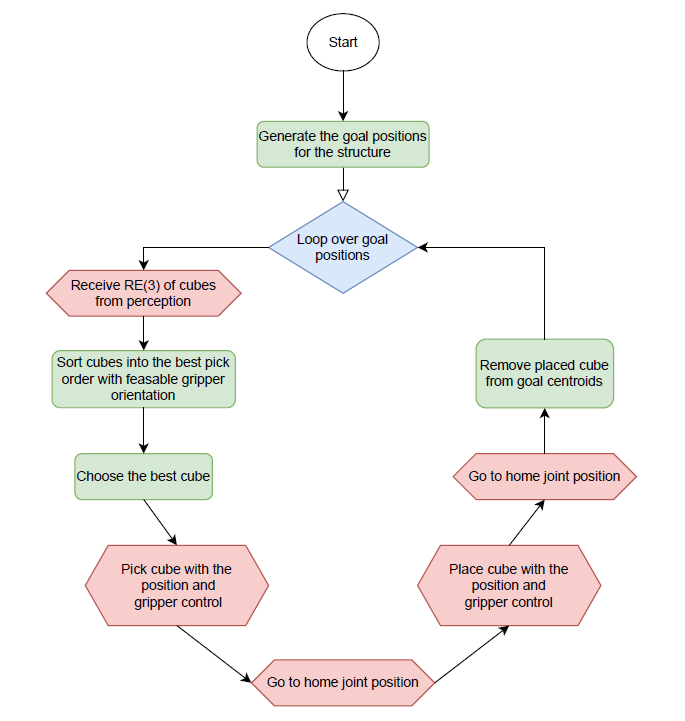 Start
Generate the goal positions
for the structure
Loop over goal
positions
Receive RE(3) of cubes
from perception
Sort cubes into the best pick
order with feasable gripper
orientation
Choose the best cube
Pick cube with the
position and
gripper control
Go to home joint position
Place cube with the
position and
gripper control
Go to home joint position
Remove placed cube
from goal centroids